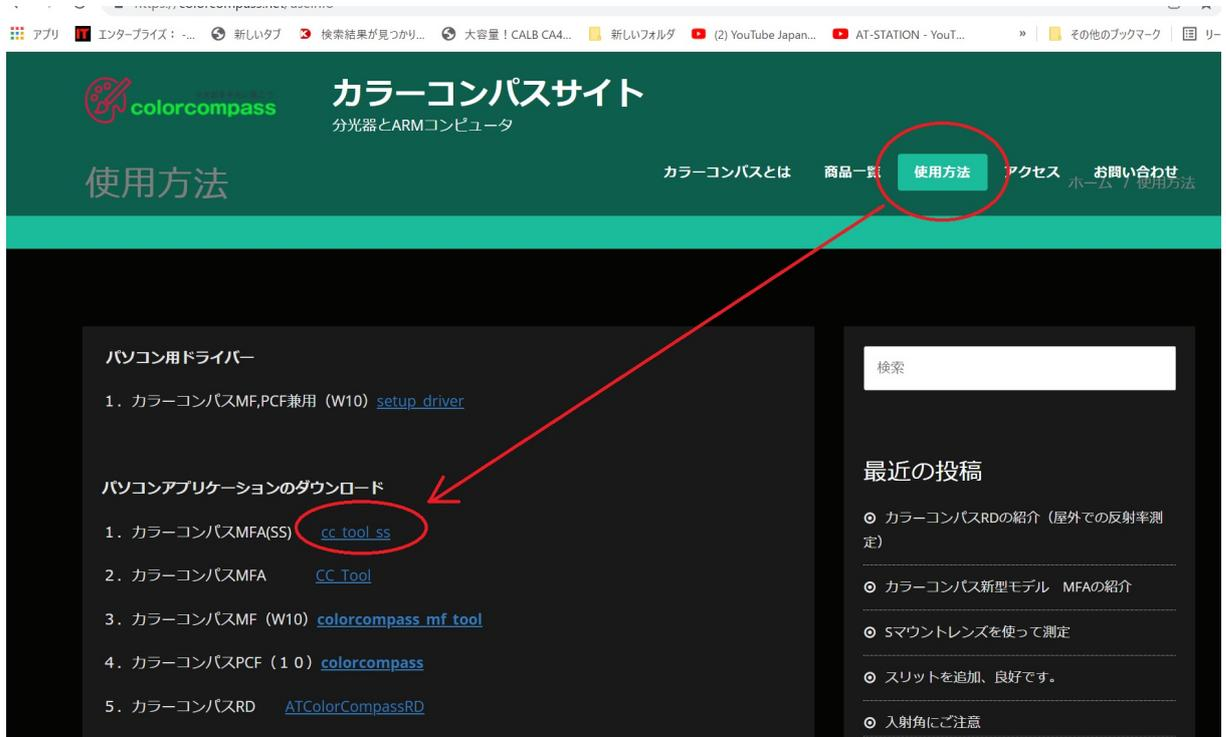 https://colorcompass.net/useinfo
アプリ エンタープライズ： -... 新しいタブ 検索結果が見つかり... 大容量！CALB CA4... 新しいフォルダ (2) YouTube Japan... AT-STATION - YouT... » その他のブックマーク リー
colorcompass
カラーコンパスサイト
分光器とARMコンピュータ
使用方法
カラーコンパスとは 商品一覧 使用方法 アクセス お問い合わせ
ホーム / 使用方法
パソコン用ドライバー
1．カラーコンパスMF,PCF兼用（W10）setup_driver
パソコンアプリケーションのダウンロード
1．カラーコンパスMFA(SS) cc_tool_ss
2．カラーコンパスMFA CC_Tool
3．カラーコンパスMF（W10）colorcompass_mf_tool
4．カラーコンパスPCF（１０）colorcompass
5．カラーコンパスRD ATColorCompassRD
検索
最近の投稿
カラーコンパスRDの紹介（屋外での反射率測
定）
カラーコンパス新型モデル　MFAの紹介
Sマウントレンズを使って測定
スリットを追加、良好です。
入射角にご注意